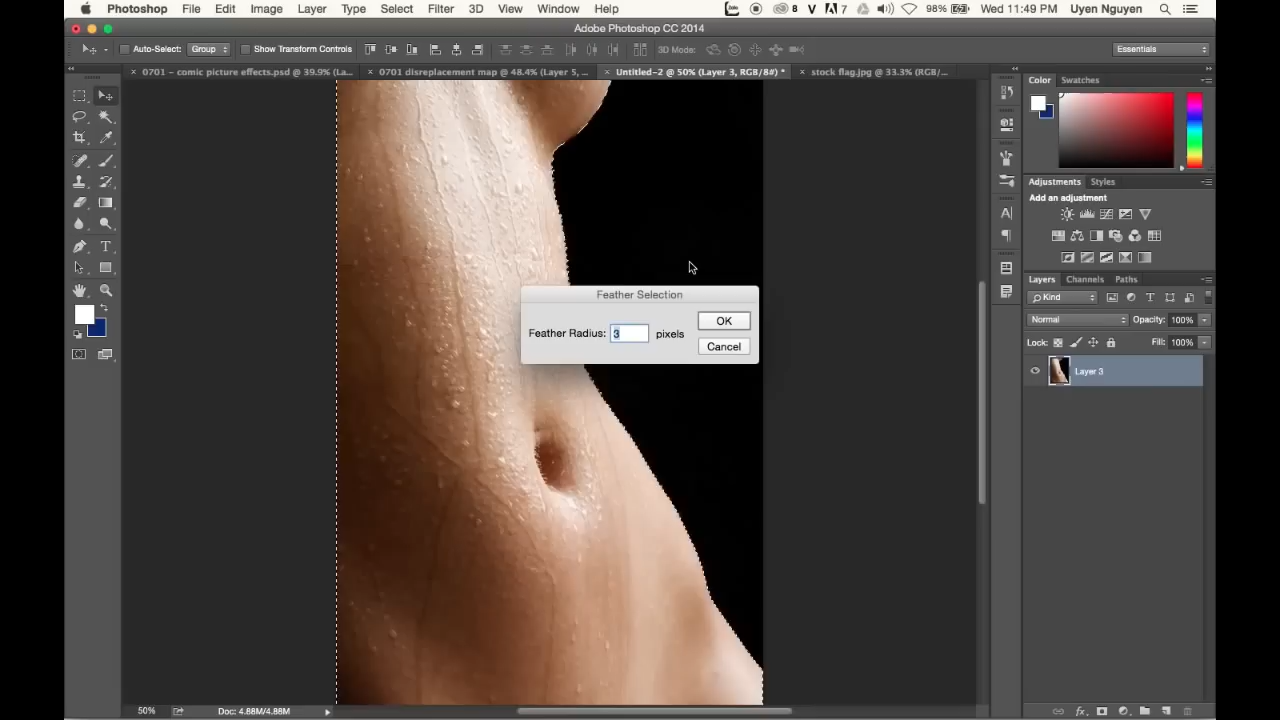 Photoshop File Edit Image Layer Type Select Filter 3D View Window Help 8 7 98% Wed 11:49 PM Uyen Nguyen
Adobe Photoshop CC 2014
Auto-Select: Group Show Transform Controls 3D Mode: Essentials
0701 - comic picture effects.psd @ 39.9% (La... 0701 disreplacement map @ 48.4% (Layer 5, ... Untitled-2 @ 50% (Layer 3, RGB/8#) * stock flag.jpg @ 33.3% (RGB/...
Color Swatches
Adjustments Styles
Add an adjustment
Layers Channels Paths
Kind
Normal Opacity: 100%
Lock: Fill: 100%
Layer 3
Feather Selection
Feather Radius: 3 pixels
OK
Cancel
50% Doc: 4.88M/4.88M